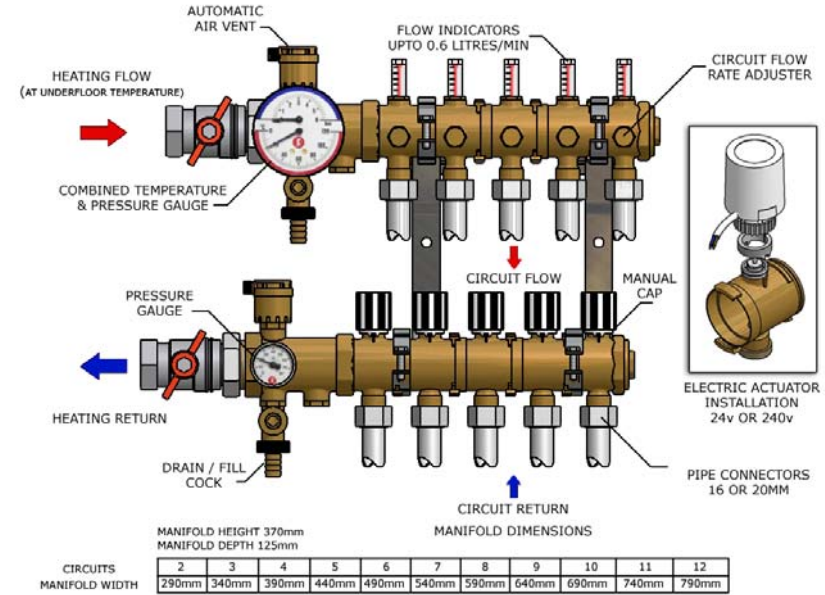 AUTOMATIC
AIR VENT
FLOW INDICATORS
UPTO 0.6 LITRES/MIN
CIRCUIT FLOW
RATE ADJUSTER
HEATING FLOW
(AT UNDERFLOOR TEMPERATURE)
COMBINED TEMPERATURE
& PRESSURE GAUGE
CIRCUIT FLOW
MANUAL
CAP
PRESSURE
GAUGE
HEATING RETURN
ELECTRIC ACTUATOR
INSTALLATION
24v OR 240v
DRAIN / FILL
COCK
PIPE CONNECTORS
16 OR 20MM
CIRCUIT RETURN
MANIFOLD HEIGHT 370mm
MANIFOLD DEPTH 125mm
MANIFOLD DIMENSIONS
CIRCUITS 2 3 4 5 6 7 8 9 10 11 12
MANIFOLD WIDTH 290mm 340mm 390mm 440mm 490mm 540mm 590mm 640mm 690mm 740mm 790mm